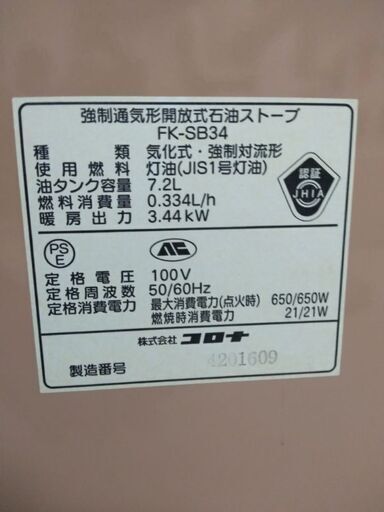 強制通気形開放式石油ストーブ
FK-SB34
種類 気化式・強制対流形
使用燃料 灯油(JIS1号灯油)
油タンク容量 7.2L
燃料消費量 0.334L/h
暖房出力 3.44kW
認証
JHIA
PS
E
定格電圧 100V
定格周波数 50/60Hz
定格消費電力 最大消費電力(点火時) 650/650W
燃焼時消費電力 21/21W
株式会社 コロナ
製造番号 4201609